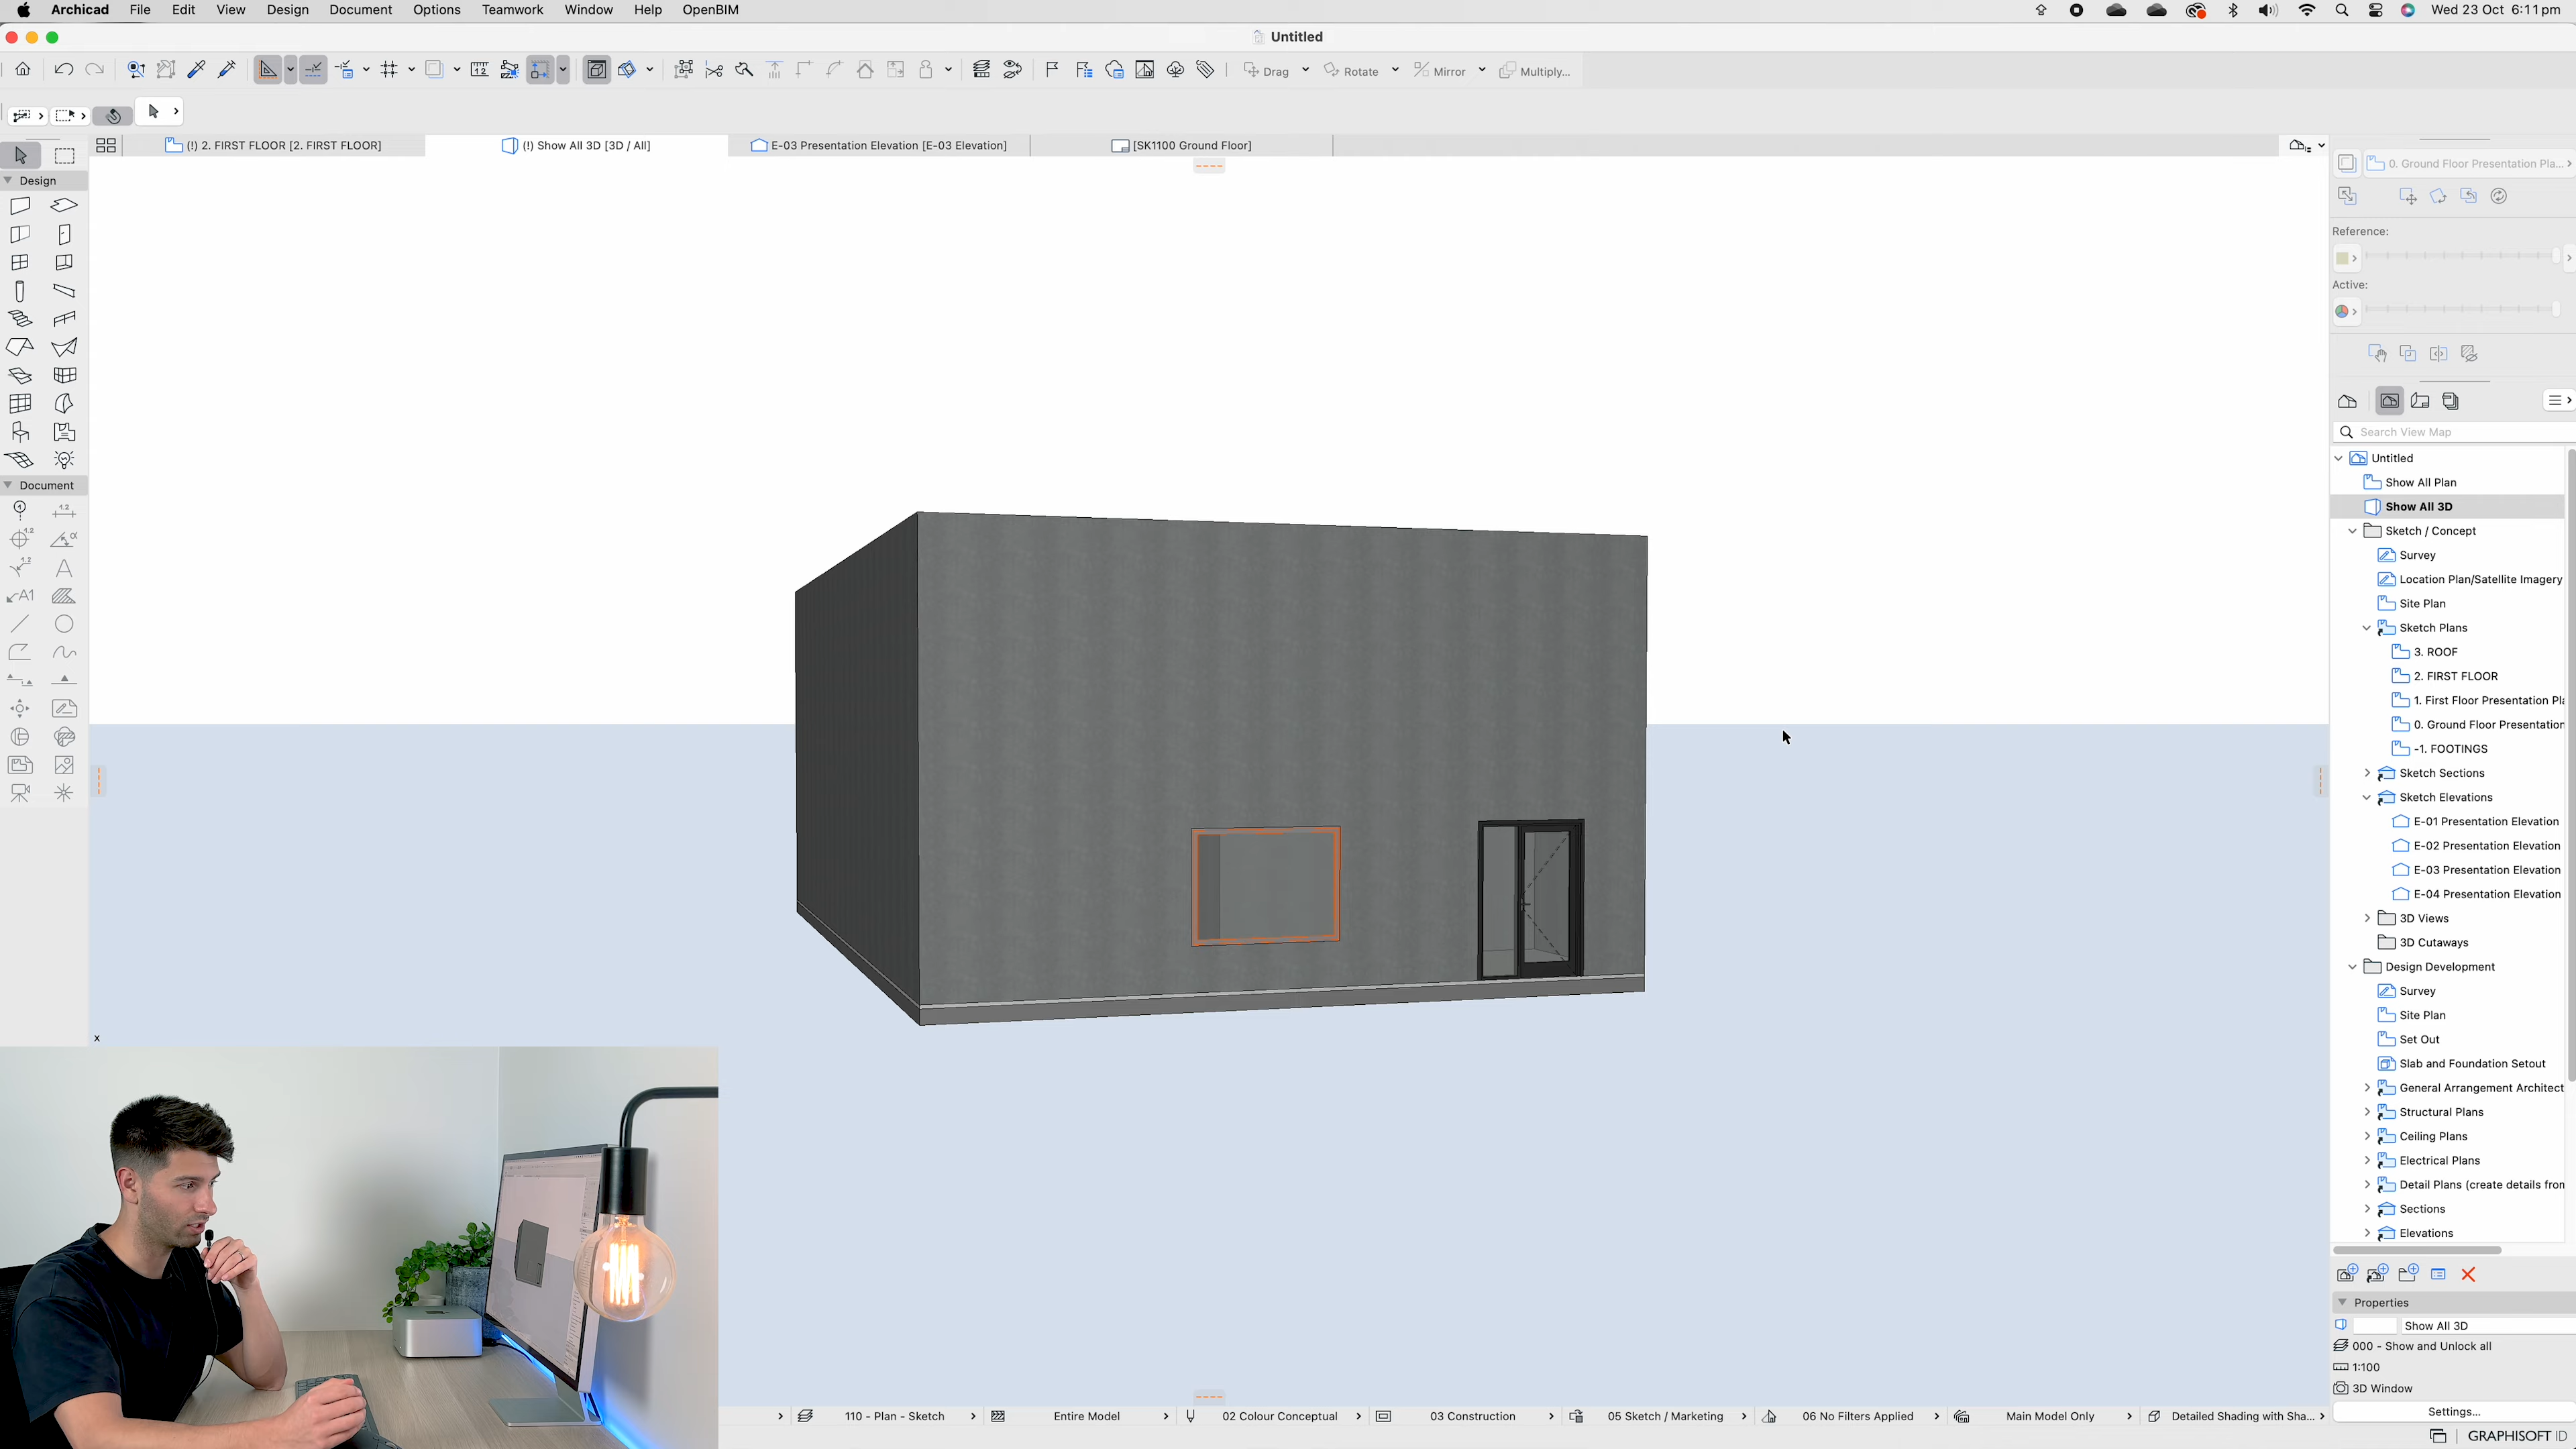 Archicad File Edit View Design Document Options Teamwork Window Help OpenBIM Wed 23 Oct 6:11 pm
Untitled
Drag Rotate Mirror Multiply...
(!) 2. FIRST FLOOR [2. FIRST FLOOR] (!) Show All 3D [3D / All] E-03 Presentation Elevation [E-03 Elevation] [SK1100 Ground Floor]
0. Ground Floor Presentation Pla...
Design
Reference:
Active:
Search View Map
Untitled
Show All Plan
Show All 3D
Sketch / Concept
Survey
Location Plan/Satellite Imagery
Site Plan
Sketch Plans
3. ROOF
2. FIRST FLOOR
1. First Floor Presentation Pla
0. Ground Floor Presentation
-1. FOOTINGS
Sketch Sections
Sketch Elevations
E-01 Presentation Elevation
E-02 Presentation Elevation
E-03 Presentation Elevation
E-04 Presentation Elevation
3D Views
3D Cutaways
Design Development
Survey
Site Plan
Set Out
Slab and Foundation Setout
General Arrangement Architect
Structural Plans
Ceiling Plans
Electrical Plans
Detail Plans (create details from
Sections
Elevations
Document
1.2
1.2
α
1.2
A
A1
x
Properties
Show All 3D
000 - Show and Unlock all
1:100
3D Window
Settings...
110 - Plan - Sketch Entire Model 02 Colour Conceptual 03 Construction 05 Sketch / Marketing 06 No Filters Applied Main Model Only Detailed Shading with Sha...
GRAPHISOFT ID